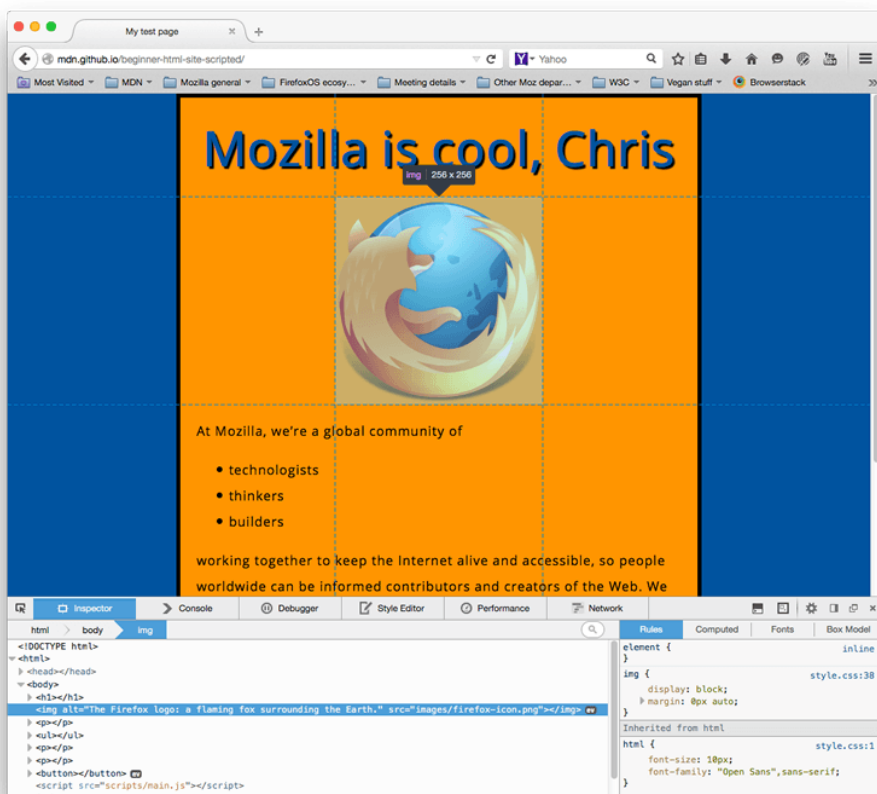 My test page
mdn.github.io/beginner-html-site-scripted/
Yahoo
Most Visited MDN Mozilla general FirefoxOS ecosy... Meeting details Other Moz depar... W3C Vegan stuff Browserstack
Mozilla is cool, Chris
img 256 x 256
At Mozilla, we're a global community of
• technologists
• thinkers
• builders
working together to keep the Internet alive and accessible, so people
worldwide can be informed contributors and creators of the Web. We
Inspector Console Debugger Style Editor Performance Network
html body img
Rules Computed Fonts Box Model
<!DOCTYPE html>
<html>
<head></head>
<body>
<h1></h1>
<img alt="The Firefox logo: a flaming fox surrounding the Earth." src="images/firefox-icon.png"></img> ev
<p></p>
<ul></ul>
<p></p>
<p></p>
<button></button> ev
<script src="scripts/main.js"></script>
element { inline
}
img { style.css:38
display: block;
margin: 0px auto;
}
Inherited from html
html { style.css:1
font-size: 10px;
font-family: "Open Sans",sans-serif;
}